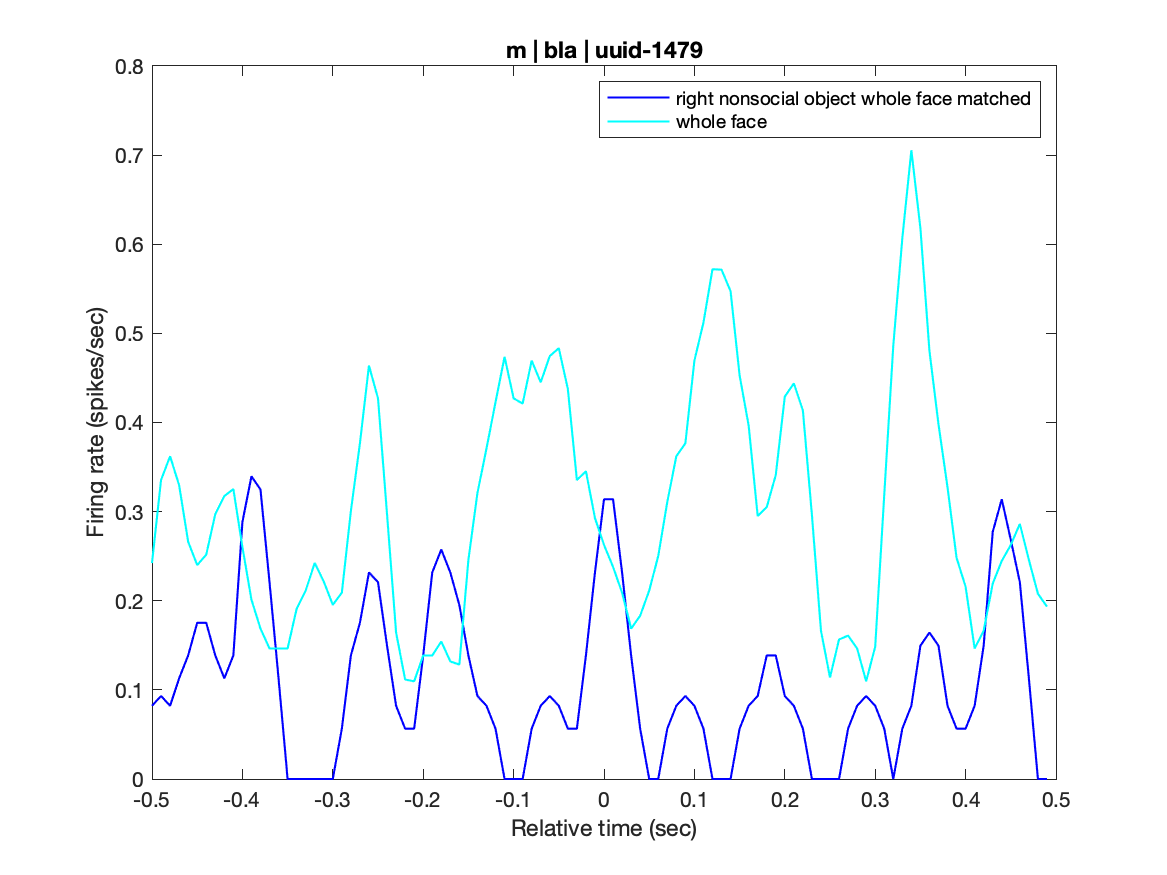 m | bla | uuid-1479
right nonsocial object whole face matched
whole face
Firing rate (spikes/sec)
0.8
0.7
0.6
0.5
0.4
0.3
0.2
0.1
0
-0.5 -0.4 -0.3 -0.2 -0.1 0 0.1 0.2 0.3 0.4 0.5
Relative time (sec)